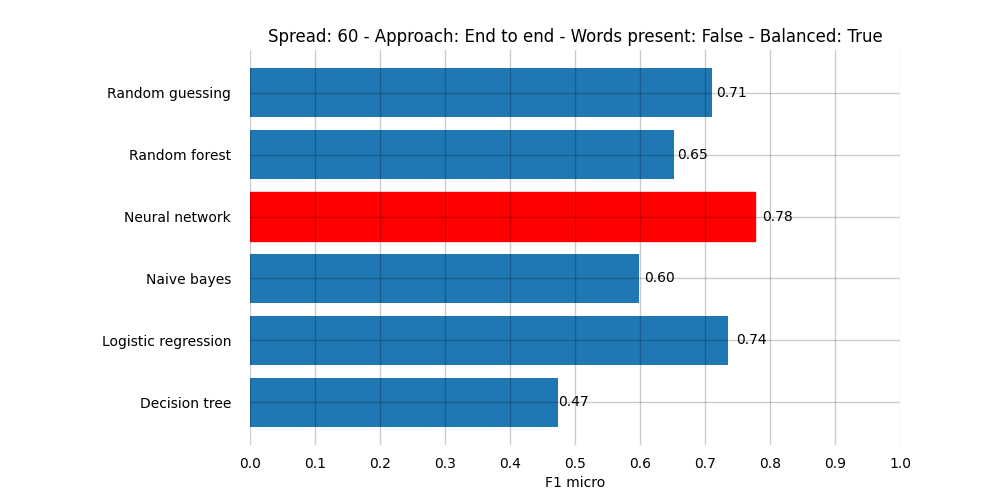 Spread: 60 - Approach: End to end - Words present: False - Balanced: True
Random guessing 0.71
Random forest 0.65
Neural network 0.78
Naive bayes 0.60
Logistic regression 0.74
Decision tree 0.47
0.0 0.1 0.2 0.3 0.4 0.5 0.6 0.7 0.8 0.9 1.0
F1 micro